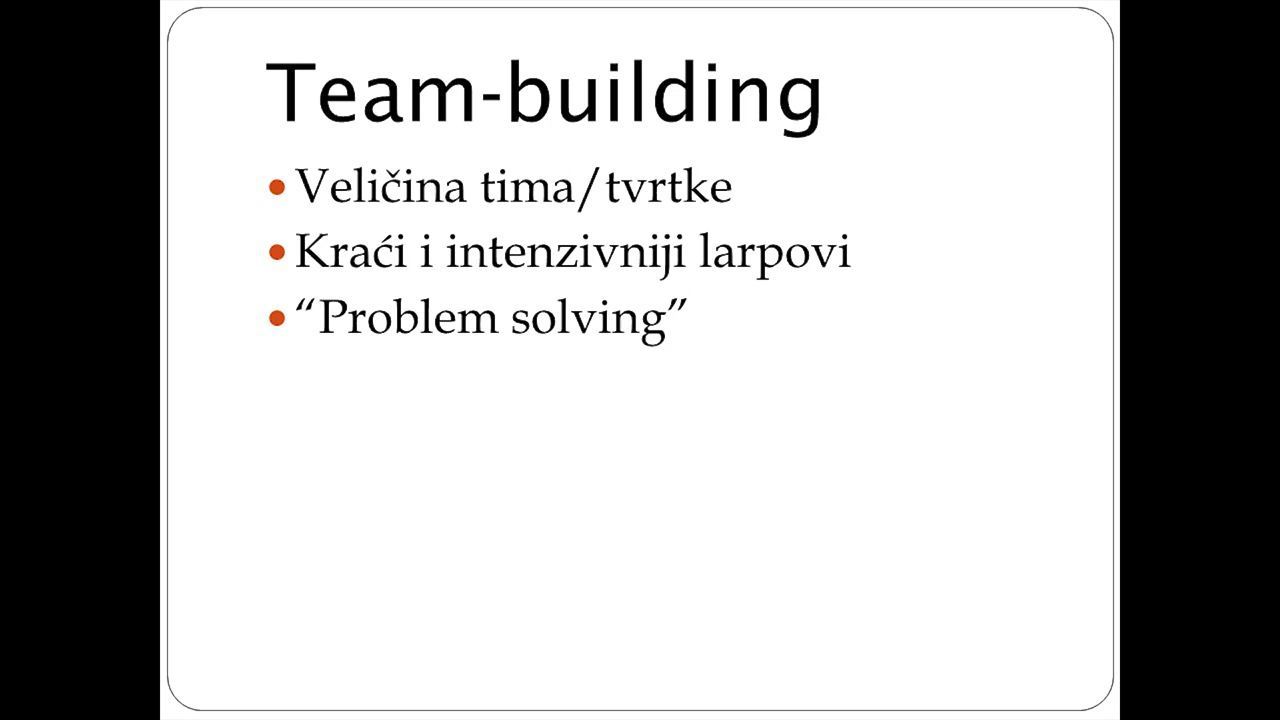 Team-building
• Veličina tima/tvrtke
• Kraći i intenzivniji larpovi
• “Problem solving”